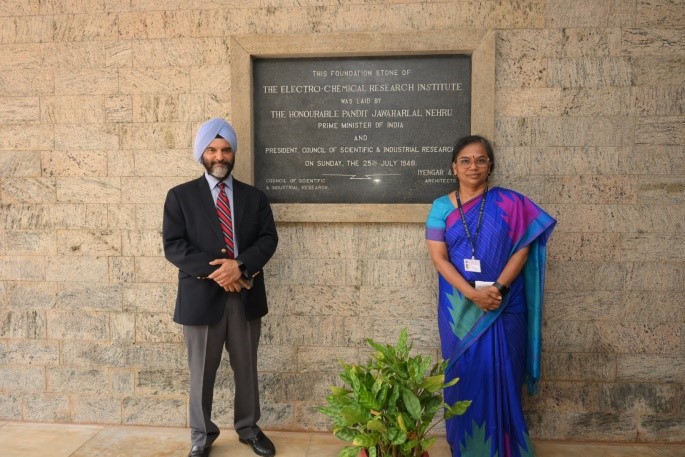 THIS FOUNDATION STONE OF
THE ELECTRO-CHEMICAL RESEARCH INSTITUTE
WAS LAID BY
THE HONOURABLE PANDIT JAWAHARLAL NEHRU
PRIME MINISTER OF INDIA
AND
PRESIDENT, COUNCIL OF SCIENTIFIC & INDUSTRIAL RESEARCH
ON SUNDAY, THE 25TH JULY 1948.
COUNCIL OF SCIENTIFIC
& INDUSTRIAL RESEARCH.
IYENGAR &
ARCHITECTS